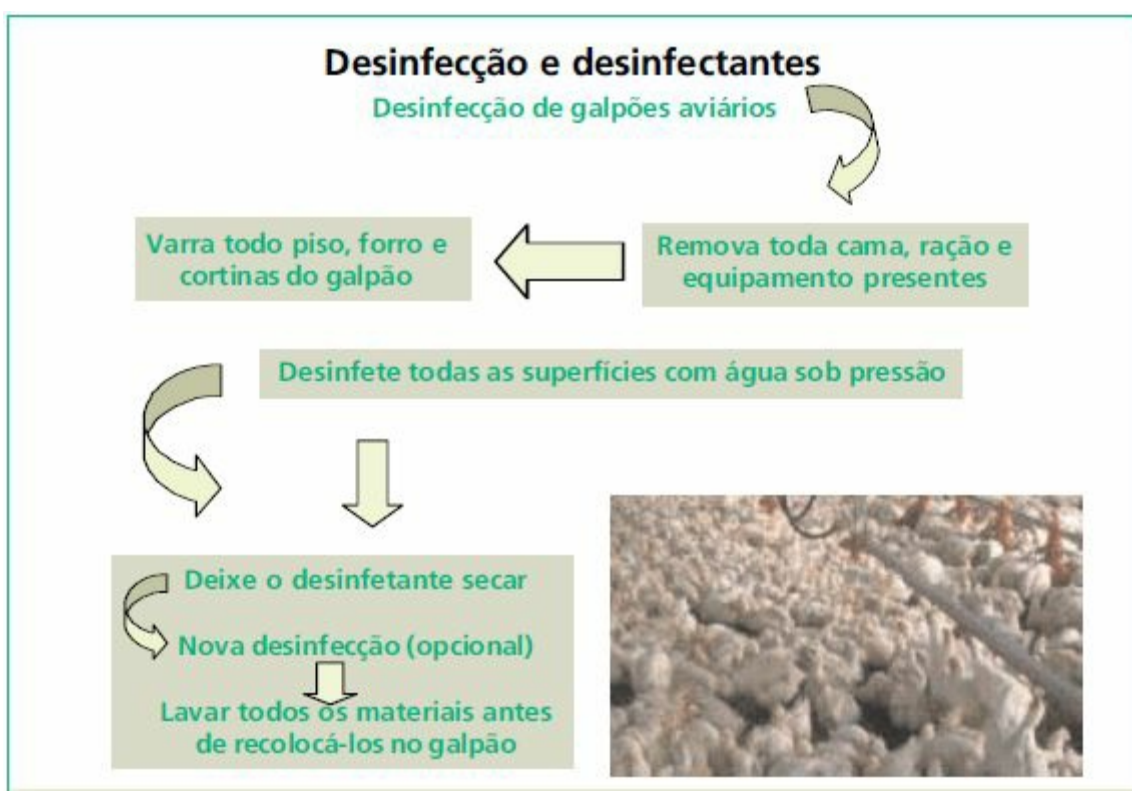 Desinfecção e desinfectantes
Desinfecção de galpões aviários
Remova toda cama, ração e
equipamento presentes
Varra todo piso, forro e
cortinas do galpão
Desinfete todas as superfícies com água sob pressão
Deixe o desinfetante secar
Nova desinfecção (opcional)
Lavar todos os materiais antes
de recolocá-los no galpão